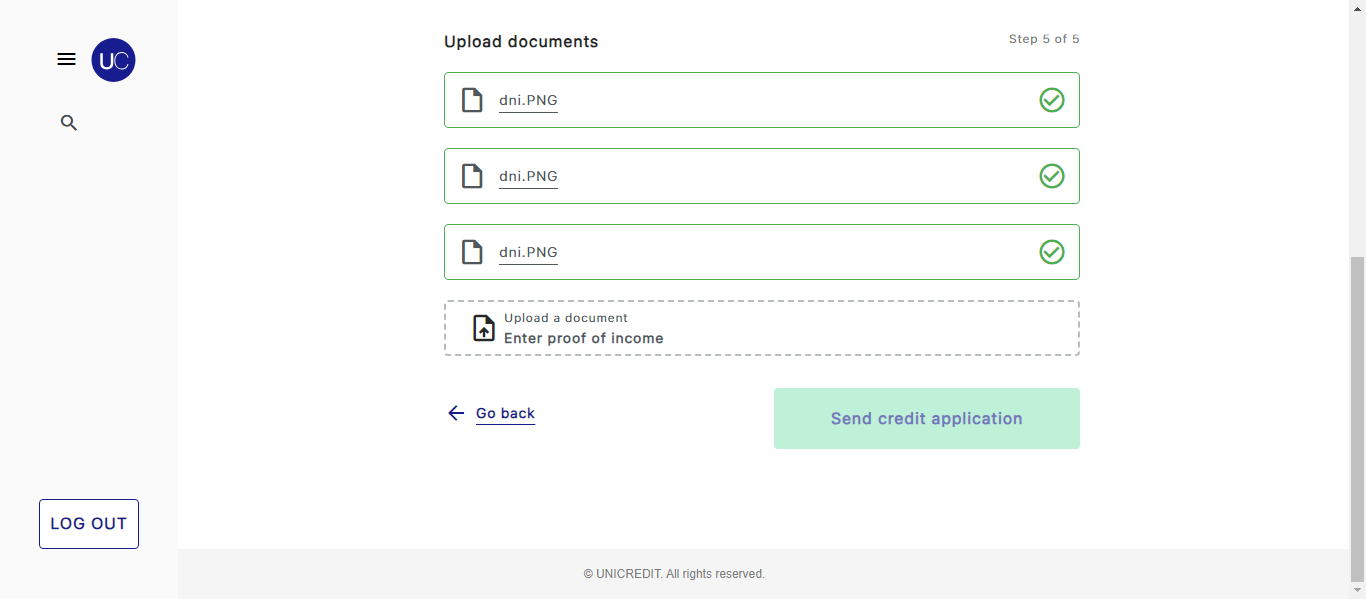 UC
Upload documents
Step 5 of 5
dni.PNG
dni.PNG
dni.PNG
Upload a document
Enter proof of income
Go back
Send credit application
LOG OUT
© UNICREDIT. All rights reserved.